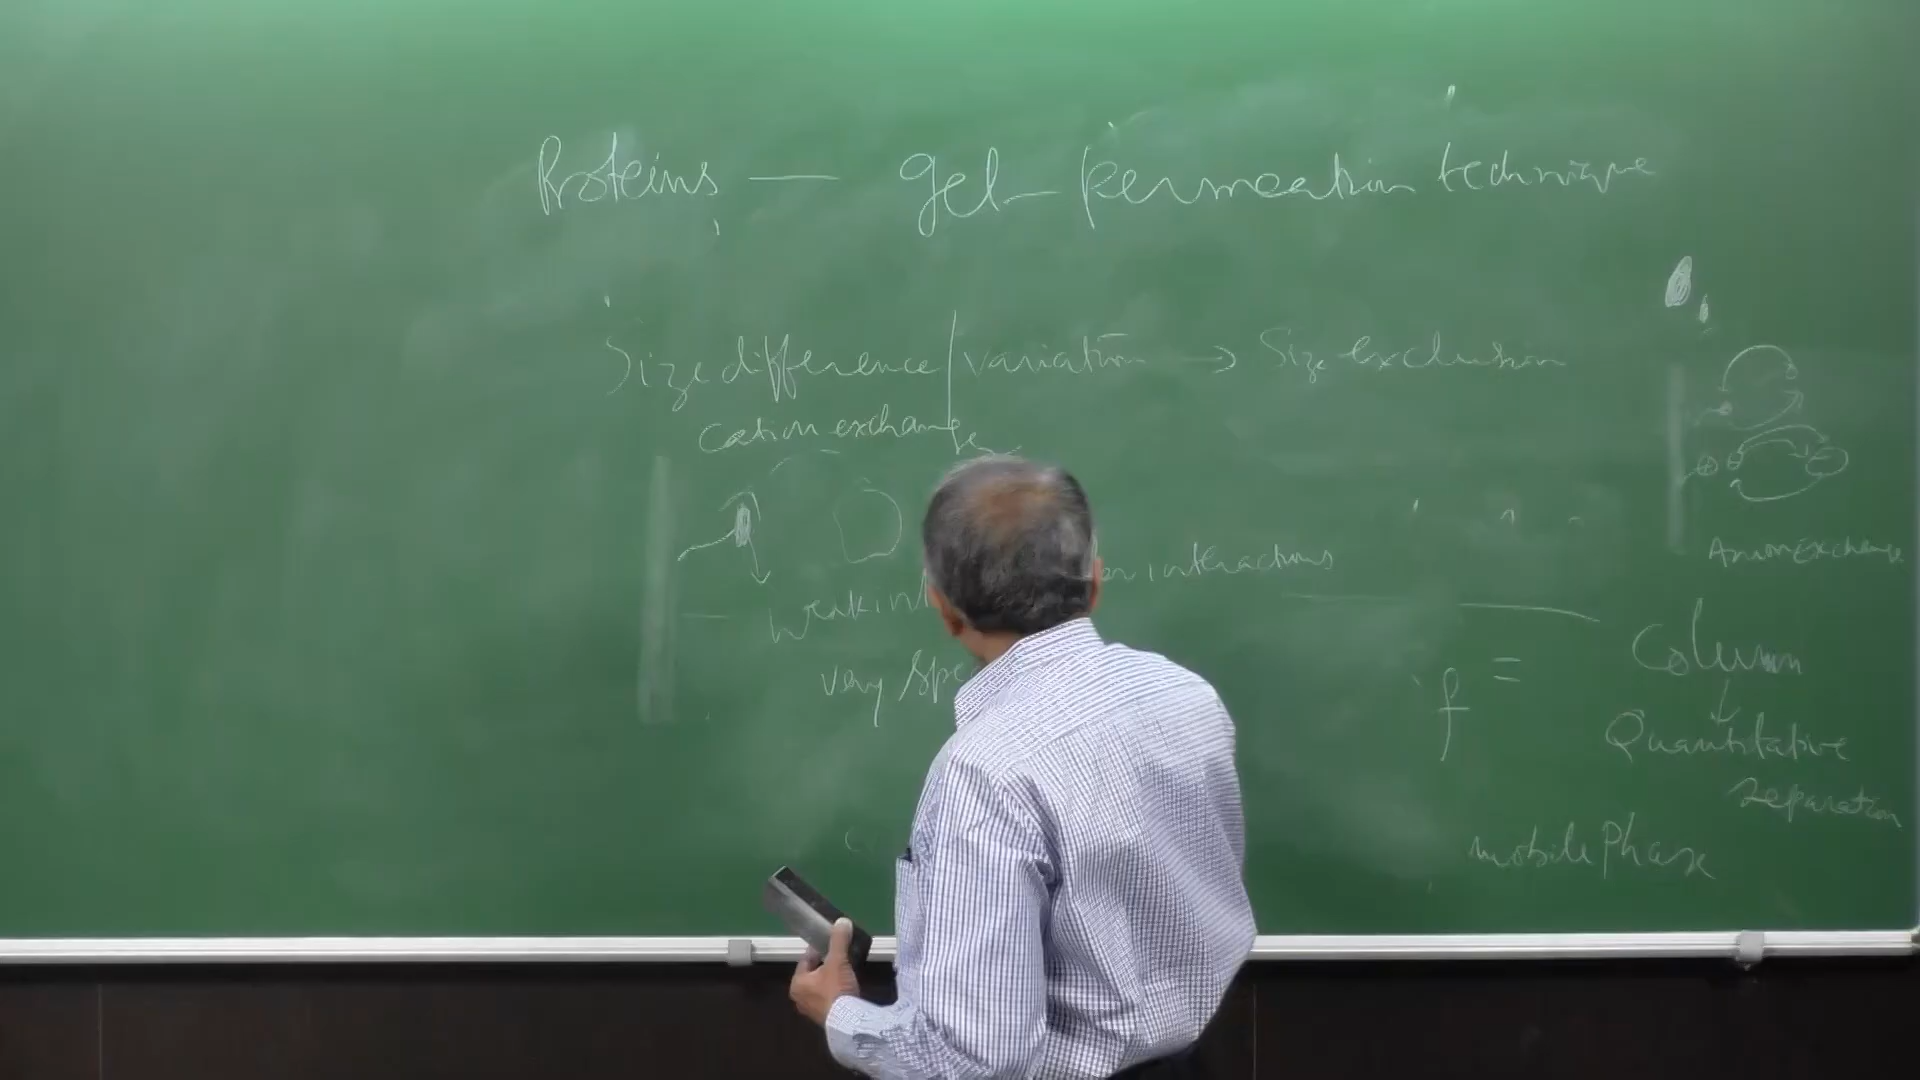 Proteins — gel-permeation technique
Size difference/variation → Size exclusion
cation exchange
Anion exchange
interactions
very spe
f =
Column
↓
Quantitative
separation
mobile phase